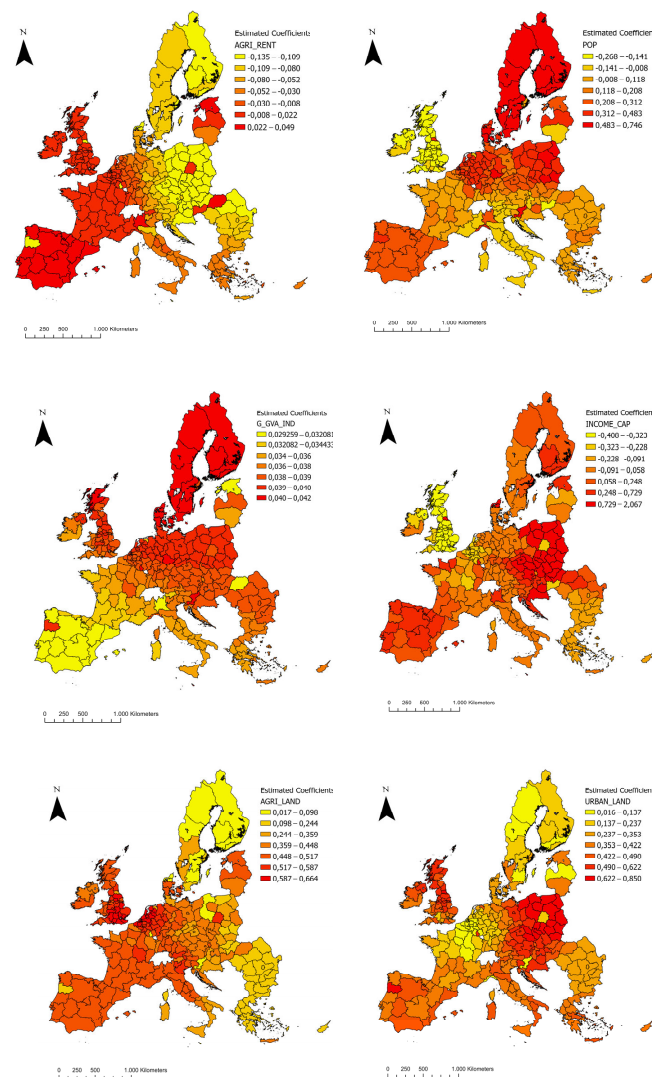 N
Estimated Coefficients
AGRI_RENT
-0,135 – -0,109
-0,109 – -0,080
-0,080 – -0,052
-0,052 – -0,030
-0,030 – -0,008
-0,008 – 0,022
0,022 – 0,049
0 250 500 1.000 Kilometers
N
Estimated Coefficien
POP
-0,268 – -0,141
-0,141 – -0,008
-0,008 – 0,118
0,118 – 0,208
0,208 – 0,312
0,312 – 0,483
0,483 – 0,746
0 250 500 1.000 Kilometers
N
Estimated Coefficients
G_GVA_IND
0,029259 – 0,032081
0,032082 – 0,034433
0,034 – 0,036
0,036 – 0,038
0,038 – 0,039
0,039 – 0,040
0,040 – 0,042
0 250 500 1.000 Kilometers
N
Estimated Coefficien
INCOME_CAP
-0,400 – -0,323
-0,323 – -0,228
-0,228 – -0,091
-0,091 – 0,058
0,058 – 0,248
0,248 – 0,729
0,729 – 2,067
0 250 500 1.000 Kilometers
N
Estimated Coefficients
AGRI_LAND
0,017 – 0,098
0,098 – 0,244
0,244 – 0,359
0,359 – 0,448
0,448 – 0,517
0,517 – 0,587
0,587 – 0,664
0 250 500 1.000 Kilometers
N
Estimated Coefficien
URBAN_LAND
0,016 – 0,137
0,137 – 0,237
0,237 – 0,353
0,353 – 0,422
0,422 – 0,490
0,490 – 0,622
0,622 – 0,850
0 250 500 1.000 Kilometers